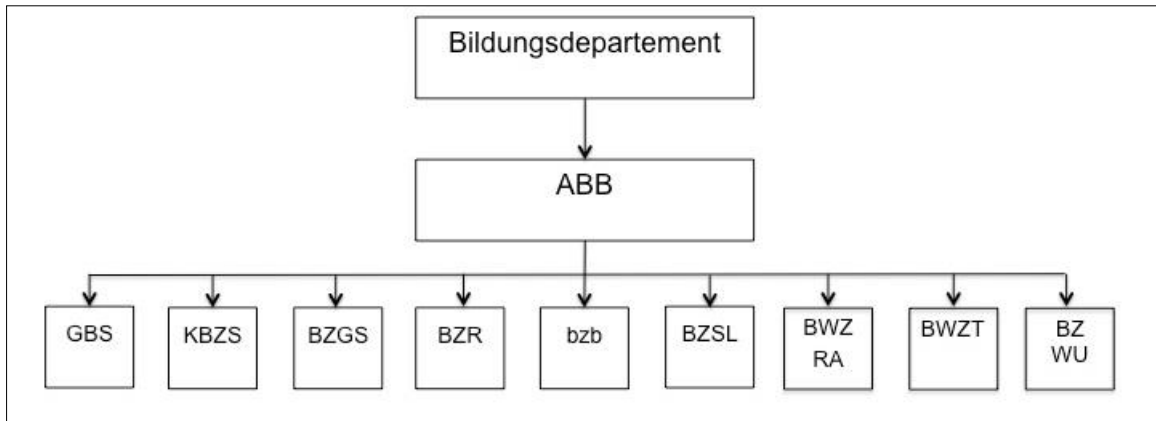 Bildungsdepartement
ABB
GBS
KBZS
BZGS
BZR
bzb
BZSL
BWZ
RA
BWZT
BZ
WU